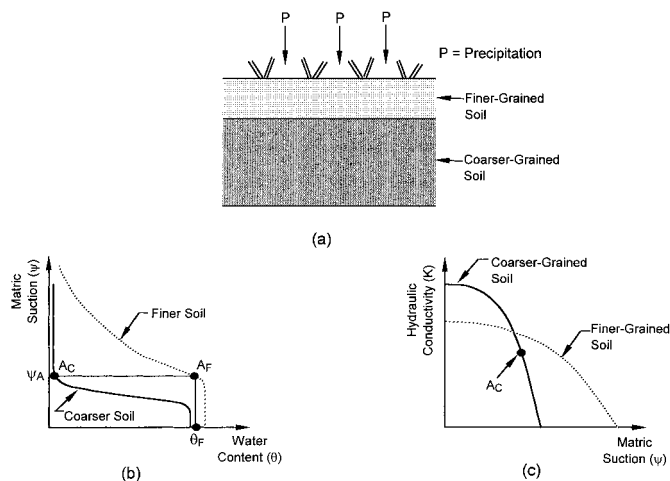 P P P
P = Precipitation
Finer-Grained
Soil
Coarser-Grained
Soil
(a)
Matric
Suction (ψ)
Finer Soil
ψA
AC
AF
Coarser Soil
θF
Water
Content (θ)
(b)
Hydraulic
Conductivity (K)
Coarser-Grained
Soil
Finer-Grained
Soil
AC
Matric
Suction (ψ)
(c)